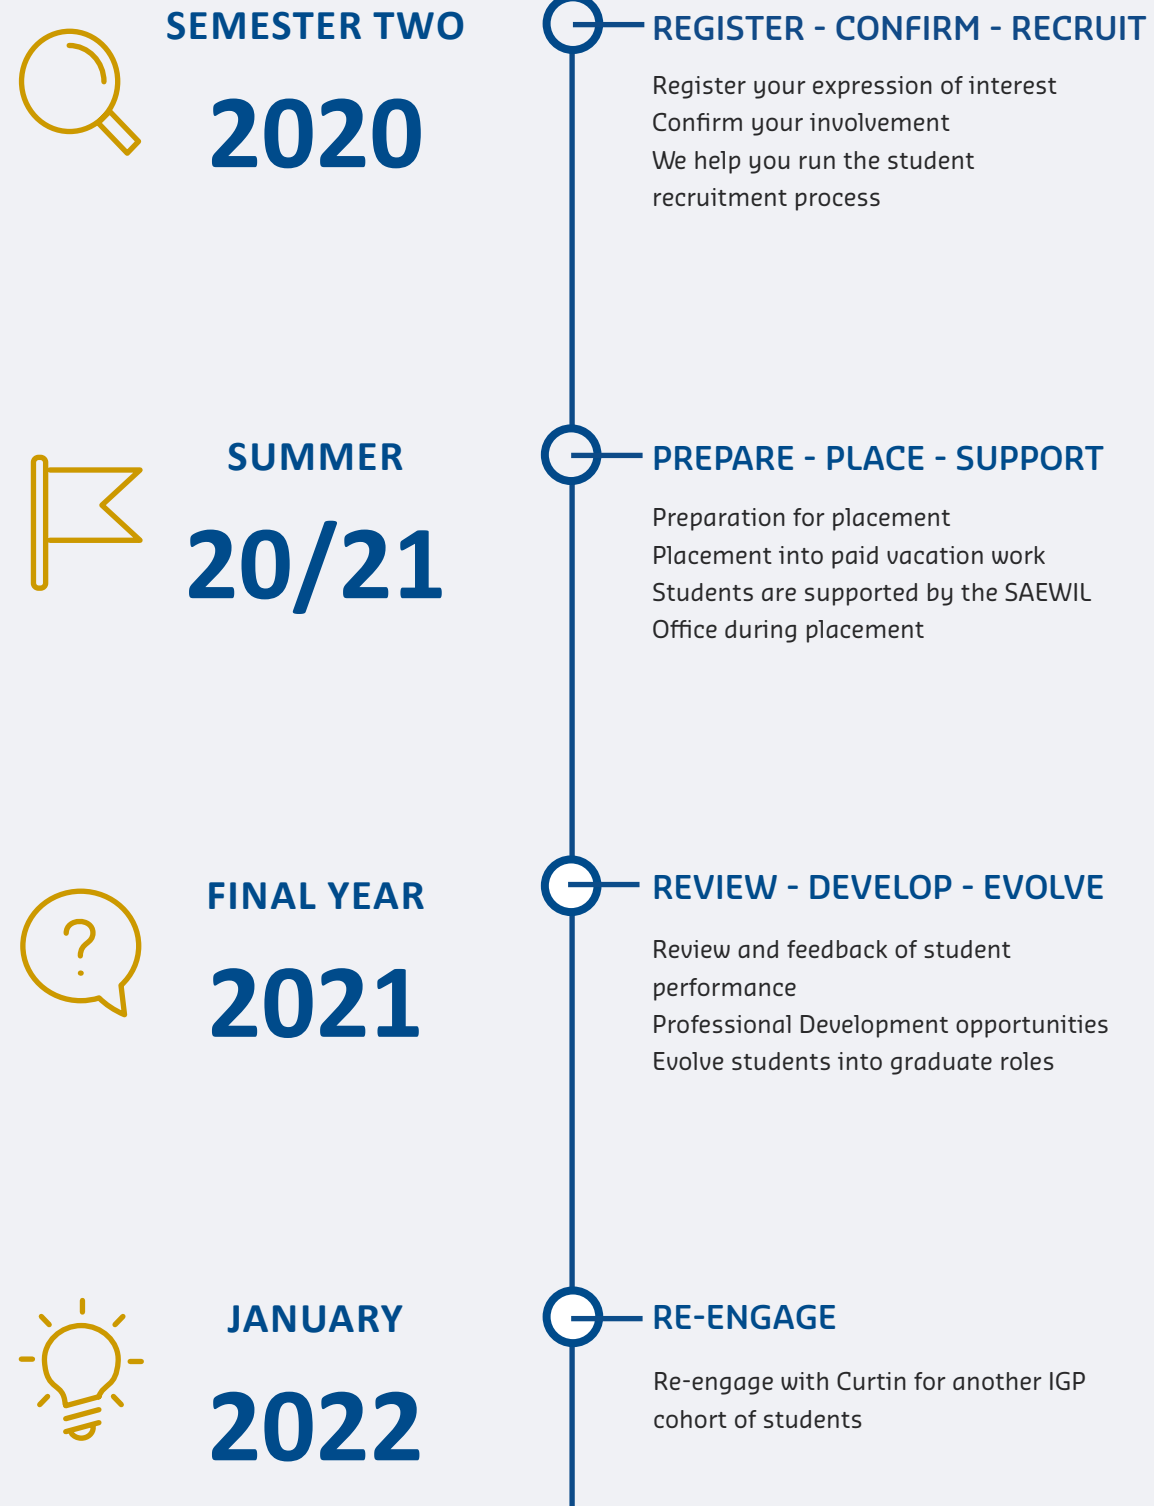 SEMESTER TWO
2020
REGISTER - CONFIRM - RECRUIT
Register your expression of interest
Confirm your involvement
We help you run the student
recruitment process
SUMMER
20/21
PREPARE - PLACE - SUPPORT
Preparation for placement
Placement into paid vacation work
Students are supported by the SAEWIL
Office during placement
?
FINAL YEAR
2021
REVIEW - DEVELOP - EVOLVE
Review and feedback of student
performance
Professional Development opportunities
Evolve students into graduate roles
JANUARY
2022
RE-ENGAGE
Re-engage with Curtin for another IGP
cohort of students